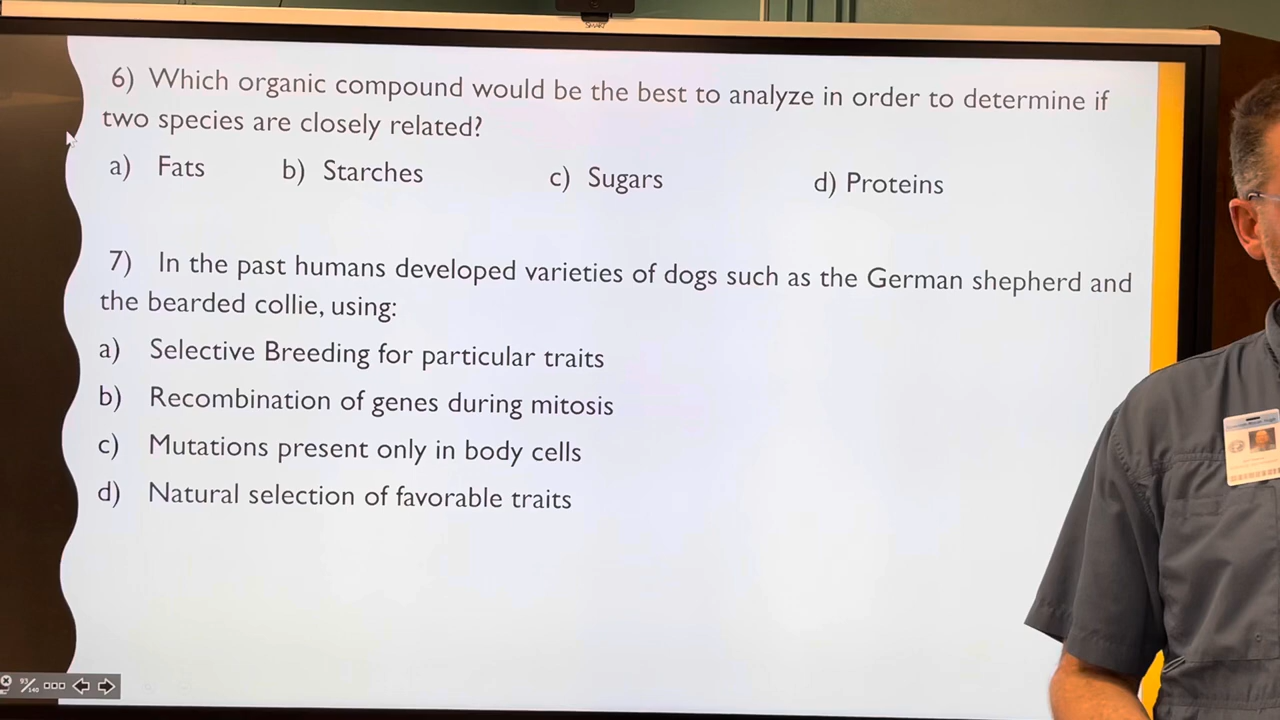 SMART
6) Which organic compound would be the best to analyze in order to determine if
two species are closely related?
a) Fats b) Starches c) Sugars d) Proteins
7) In the past humans developed varieties of dogs such as the German shepherd and
the bearded collie, using:
a) Selective Breeding for particular traits
b) Recombination of genes during mitosis
c) Mutations present only in body cells
d) Natural selection of favorable traits
93/140